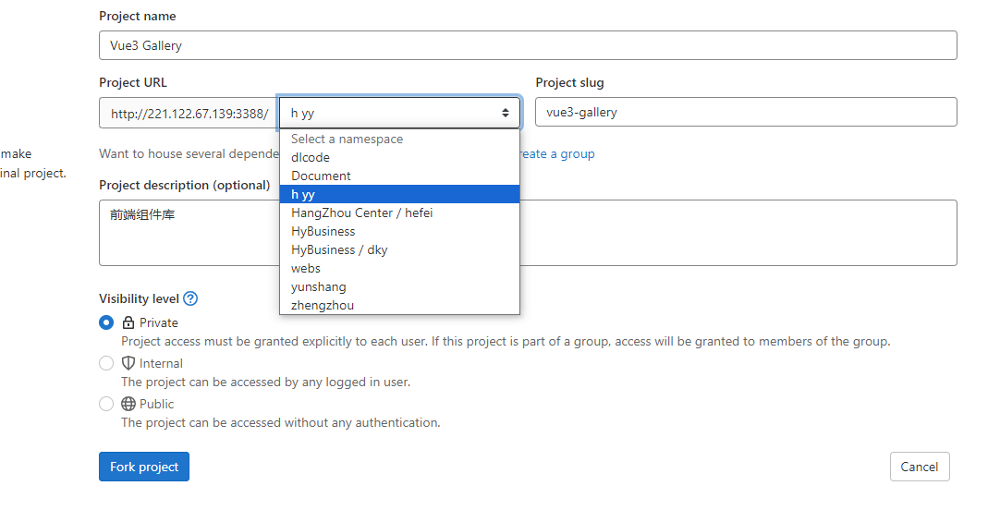 Project name
Vue3 Gallery
Project URL
Project slug
http://221.122.67.139:3388/
h yy
vue3-gallery
make
inal project.
Want to house several depende
reate a group
Select a namespace
dlcode
Document
h yy
HangZhou Center / hefei
HyBusiness
HyBusiness / dky
webs
yunshang
zhengzhou
Project description (optional)
前端组件库
Visibility level
Private
Project access must be granted explicitly to each user. If this project is part of a group, access will be granted to members of the group.
Internal
The project can be accessed by any logged in user.
Public
The project can be accessed without any authentication.
Fork project
Cancel